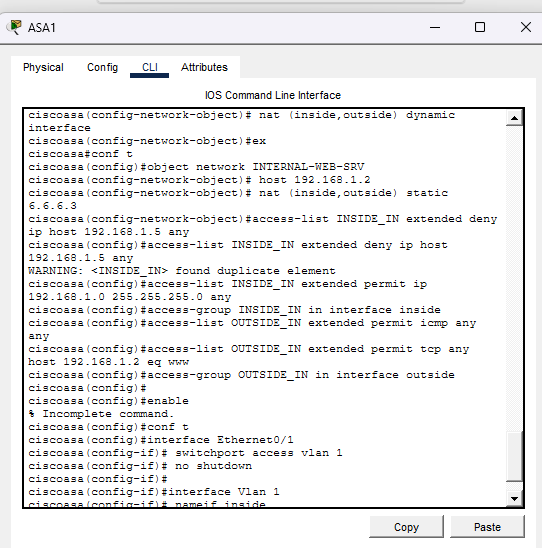 ASA1
Physical Config CLI Attributes
IOS Command Line Interface
ciscoasa(config-network-object)# nat (inside,outside) dynamic
interface
ciscoasa(config-network-object)#ex
ciscoasa#conf t
ciscoasa(config)#object network INTERNAL-WEB-SRV
ciscoasa(config-network-object)# host 192.168.1.2
ciscoasa(config-network-object)# nat (inside,outside) static
6.6.6.3
ciscoasa(config-network-object)#access-list INSIDE_IN extended deny
ip host 192.168.1.5 any
ciscoasa(config)#access-list INSIDE_IN extended deny ip host
192.168.1.5 any
WARNING: <INSIDE_IN> found duplicate element
ciscoasa(config)#access-list INSIDE_IN extended permit ip
192.168.1.0 255.255.255.0 any
ciscoasa(config)#access-group INSIDE_IN in interface inside
ciscoasa(config)#access-list OUTSIDE_IN extended permit icmp any
any
ciscoasa(config)#access-list OUTSIDE_IN extended permit tcp any
host 192.168.1.2 eq www
ciscoasa(config)#access-group OUTSIDE_IN in interface outside
ciscoasa(config)#
ciscoasa(config)#enable
% Incomplete command.
ciscoasa(config)#conf t
ciscoasa(config)#interface Ethernet0/1
ciscoasa(config-if)# switchport access vlan 1
ciscoasa(config-if)# no shutdown
ciscoasa(config-if)#
ciscoasa(config-if)#interface Vlan 1
ciscoasa(config-if)# nameif inside
Copy Paste